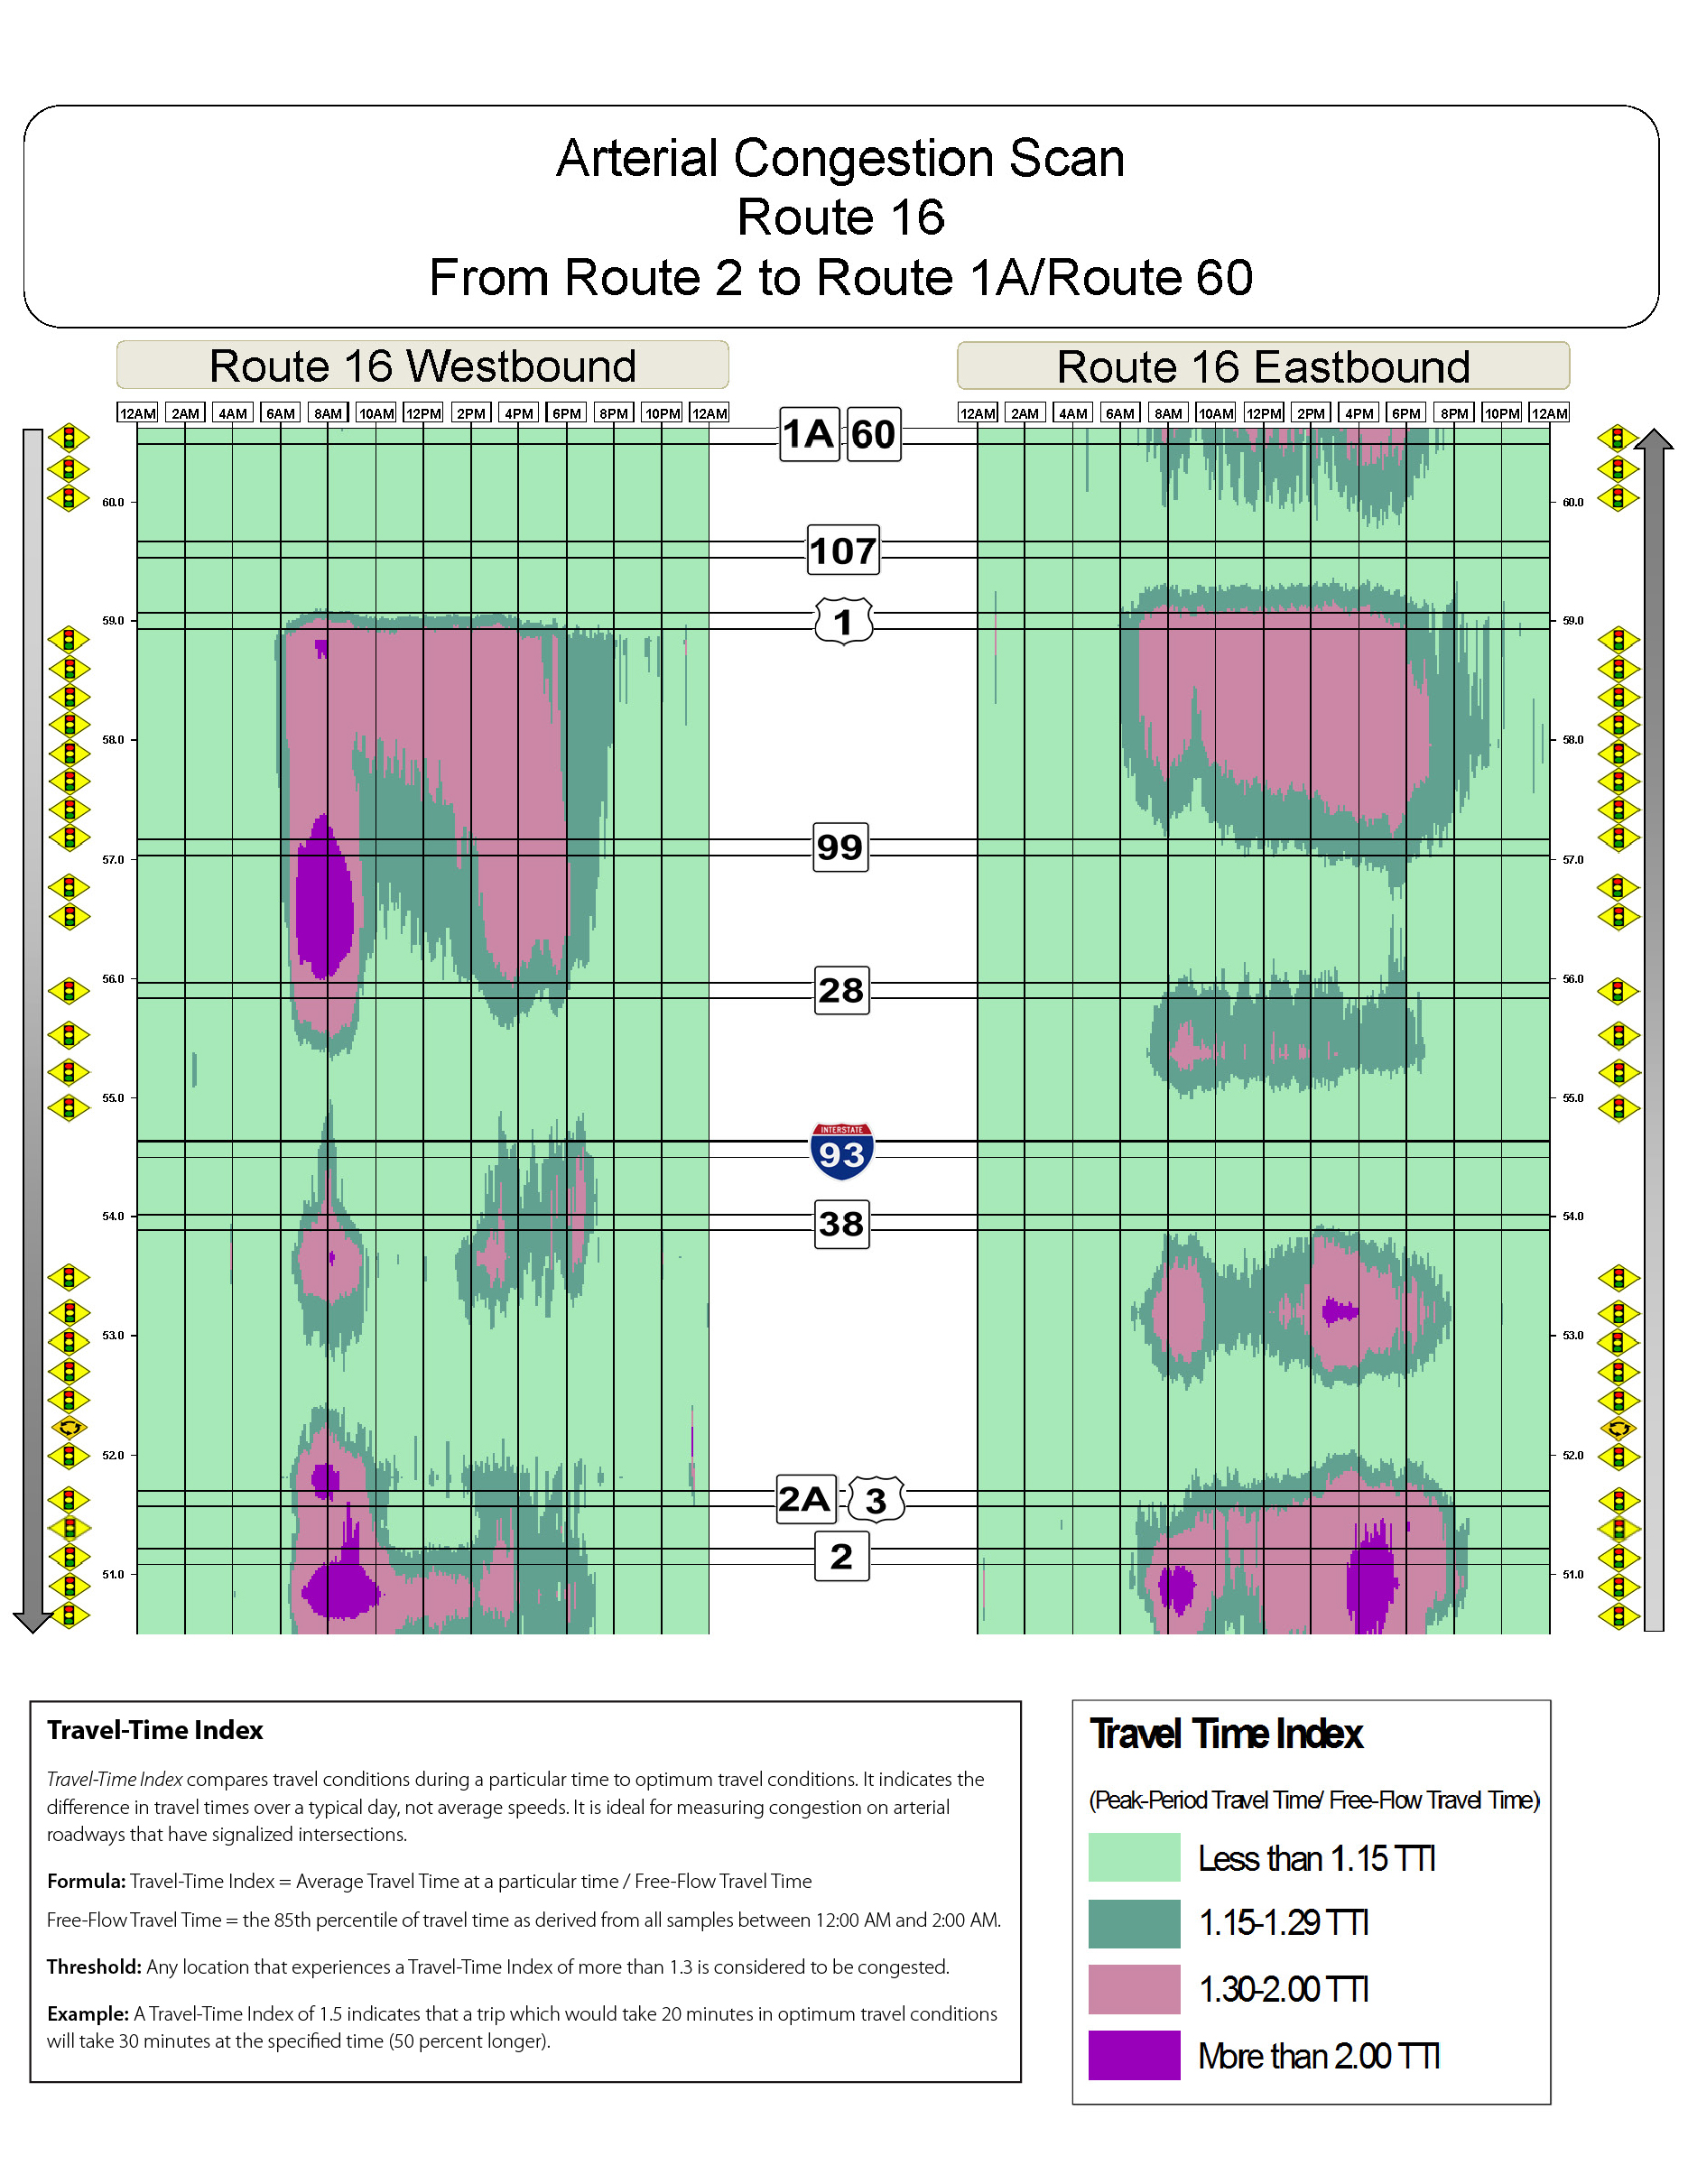 Arterial Congestion Scan
Route 16
From Route 2 to Route 1A/Route 60
Route 16 Westbound
Route 16 Eastbound
12AM 2AM 4AM 6AM 8AM 10AM 12PM 2PM 4PM 6PM 8PM 10PM 12AM
12AM 2AM 4AM 6AM 8AM 10AM 12PM 2PM 4PM 6PM 8PM 10PM 12AM
1A 60
60.0 60.0
107
59.0 1 59.0
58.0 58.0
99
57.0 57.0
56.0 56.0
28
55.0 55.0
INTERSTATE
93
54.0 38 54.0
53.0 53.0
52.0 52.0
2A 3
2
51.0 51.0
Travel-Time Index
Travel-Time Index compares travel conditions during a particular time to optimum travel conditions. It indicates the
difference in travel times over a typical day, not average speeds. It is ideal for measuring congestion on arterial
roadways that have signalized intersections.
Formula: Travel-Time Index = Average Travel Time at a particular time / Free-Flow Travel Time
Free-Flow Travel Time = the 85th percentile of travel time as derived from all samples between 12:00 AM and 2:00 AM.
Threshold: Any location that experiences a Travel-Time Index of more than 1.3 is considered to be congested.
Example: A Travel-Time Index of 1.5 indicates that a trip which would take 20 minutes in optimum travel conditions
will take 30 minutes at the specified time (50 percent longer).
Travel Time Index
(Peak-Period Travel Time/ Free-Flow Travel Time)
Less than 1.15 TTI
1.15-1.29 TTI
1.30-2.00 TTI
More than 2.00 TTI